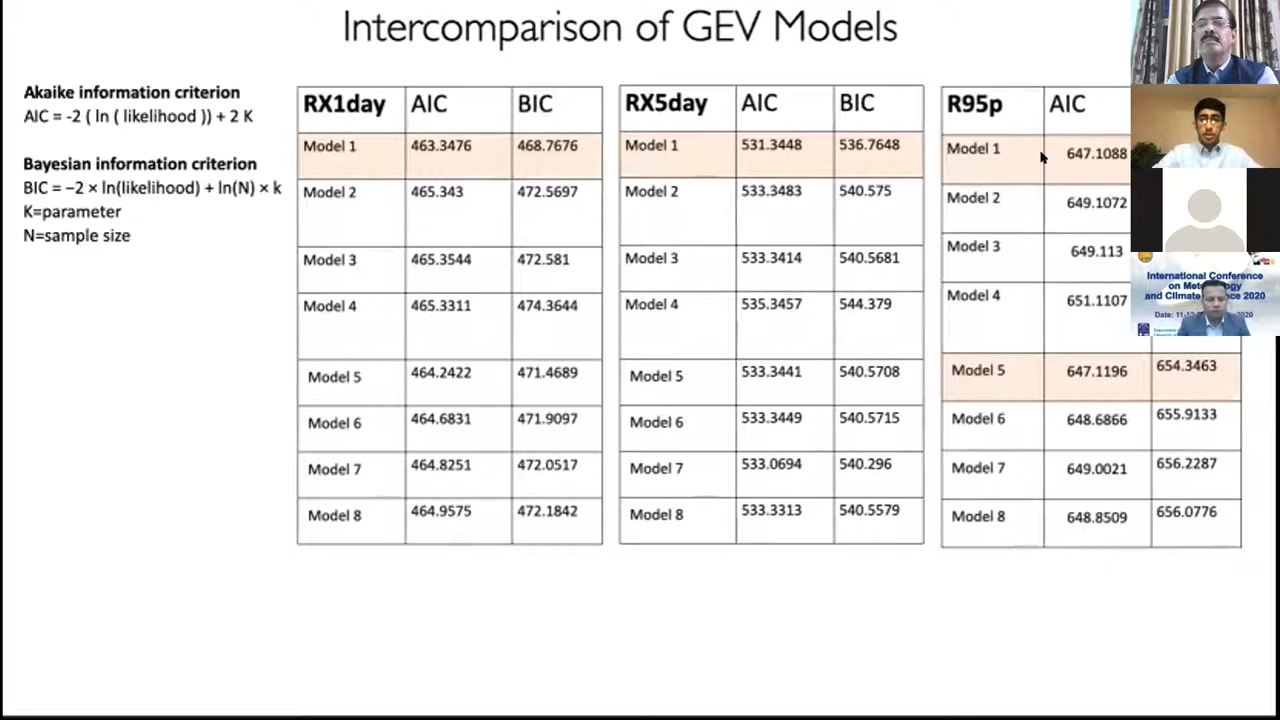 Intercomparison of GEV Models
Akaike information criterion
AIC = -2 ( ln ( likelihood )) + 2 K
Bayesian information criterion
BIC = −2 × ln(likelihood) + ln(N) × k
K=parameter
N=sample size
RX1day AIC BIC
Model 1 463.3476 468.7676
Model 2 465.343 472.5697
Model 3 465.3544 472.581
Model 4 465.3311 474.3644
Model 5 464.2422 471.4689
Model 6 464.6831 471.9097
Model 7 464.8251 472.0517
Model 8 464.9575 472.1842
RX5day AIC BIC
Model 1 531.3448 536.7648
Model 2 533.3483 540.575
Model 3 533.3414 540.5681
Model 4 535.3457 544.379
Model 5 533.3441 540.5708
Model 6 533.3449 540.5715
Model 7 533.0694 540.296
Model 8 533.3313 540.5579
R95p AIC
Model 1 647.1088
Model 2 649.1072
Model 3 649.113
Model 4 651.1107
Model 5 647.1196 654.3463
Model 6 648.6866 655.9133
Model 7 649.0021 656.2287
Model 8 648.8509 656.0776
International Conference
on
and Climate 2020
Date: